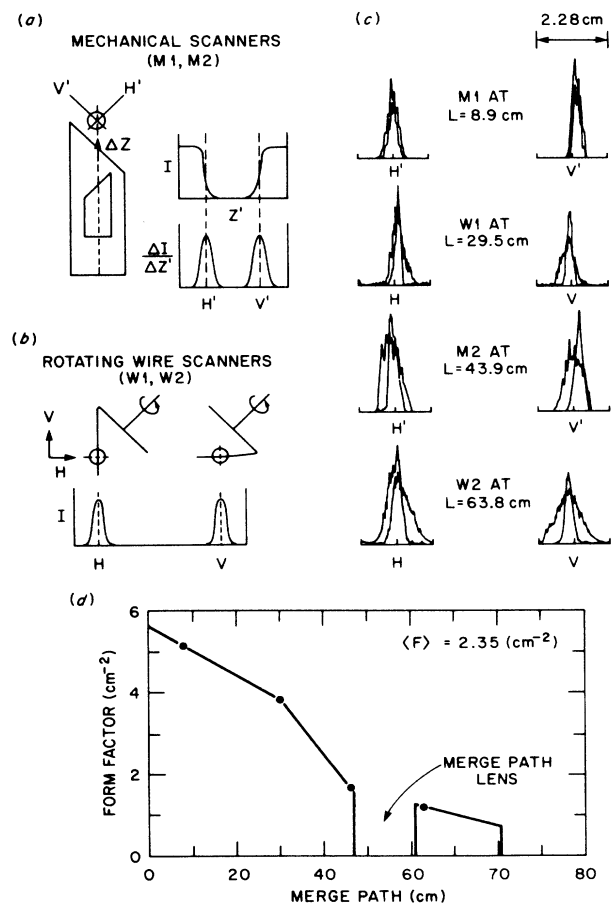 (a)
MECHANICAL SCANNERS
(M1, M2)
V' H'
ΔZ
I
Z'
ΔI
ΔZ'
H' V'
(b)
ROTATING WIRE SCANNERS
(W1, W2)
V
H
I
H V
(c)
2.28 cm
M1 AT
L= 8.9 cm
H' V'
W1 AT
L= 29.5 cm
H V
M2 AT
L= 43.9 cm
H' V'
W2 AT
L= 63.8 cm
H V
(d)
FORM FACTOR (cm⁻²)
6
4
2
0
⟨F⟩ = 2.35 (cm⁻²)
MERGE PATH
LENS
0 20 40 60 80
MERGE PATH (cm)